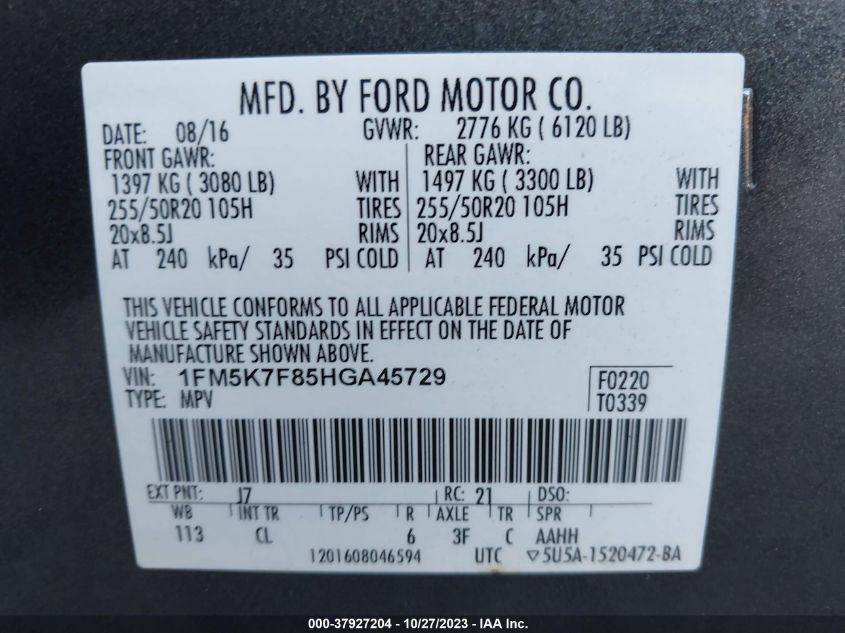 MFD. BY FORD MOTOR CO.
DATE: 08/16 GVWR: 2776 KG ( 6120 LB)
FRONT GAWR: REAR GAWR:
1397 KG ( 3080 LB) WITH 1497 KG ( 3300 LB) WITH
255/50R20 105H TIRES 255/50R20 105H TIRES
20x8.5J RIMS 20x8.5J RIMS
AT 240 kPa/ 35 PSI COLD AT 240 kPa/ 35 PSI COLD
THIS VEHICLE CONFORMS TO ALL APPLICABLE FEDERAL MOTOR
VEHICLE SAFETY STANDARDS IN EFFECT ON THE DATE OF
MANUFACTURE SHOWN ABOVE.
VIN: 1FM5K7F85HGA45729 F0220
TYPE: MPV T0339
EXT PNT: J7 RC: 21 DSO:
WB INT TR TP/PS R AXLE TR SPR
113 CL 6 3F C AAHH
1201608046594 UTC ▽5U5A-1520472-BA
000-37927204 - 10/27/2023 - IAA Inc.